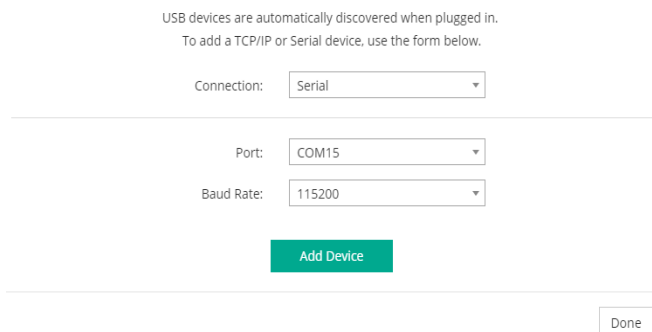 USB devices are automatically discovered when plugged in.
To add a TCP/IP or Serial device, use the form below.
Connection: Serial
Port: COM15
Baud Rate: 115200
Add Device
Done